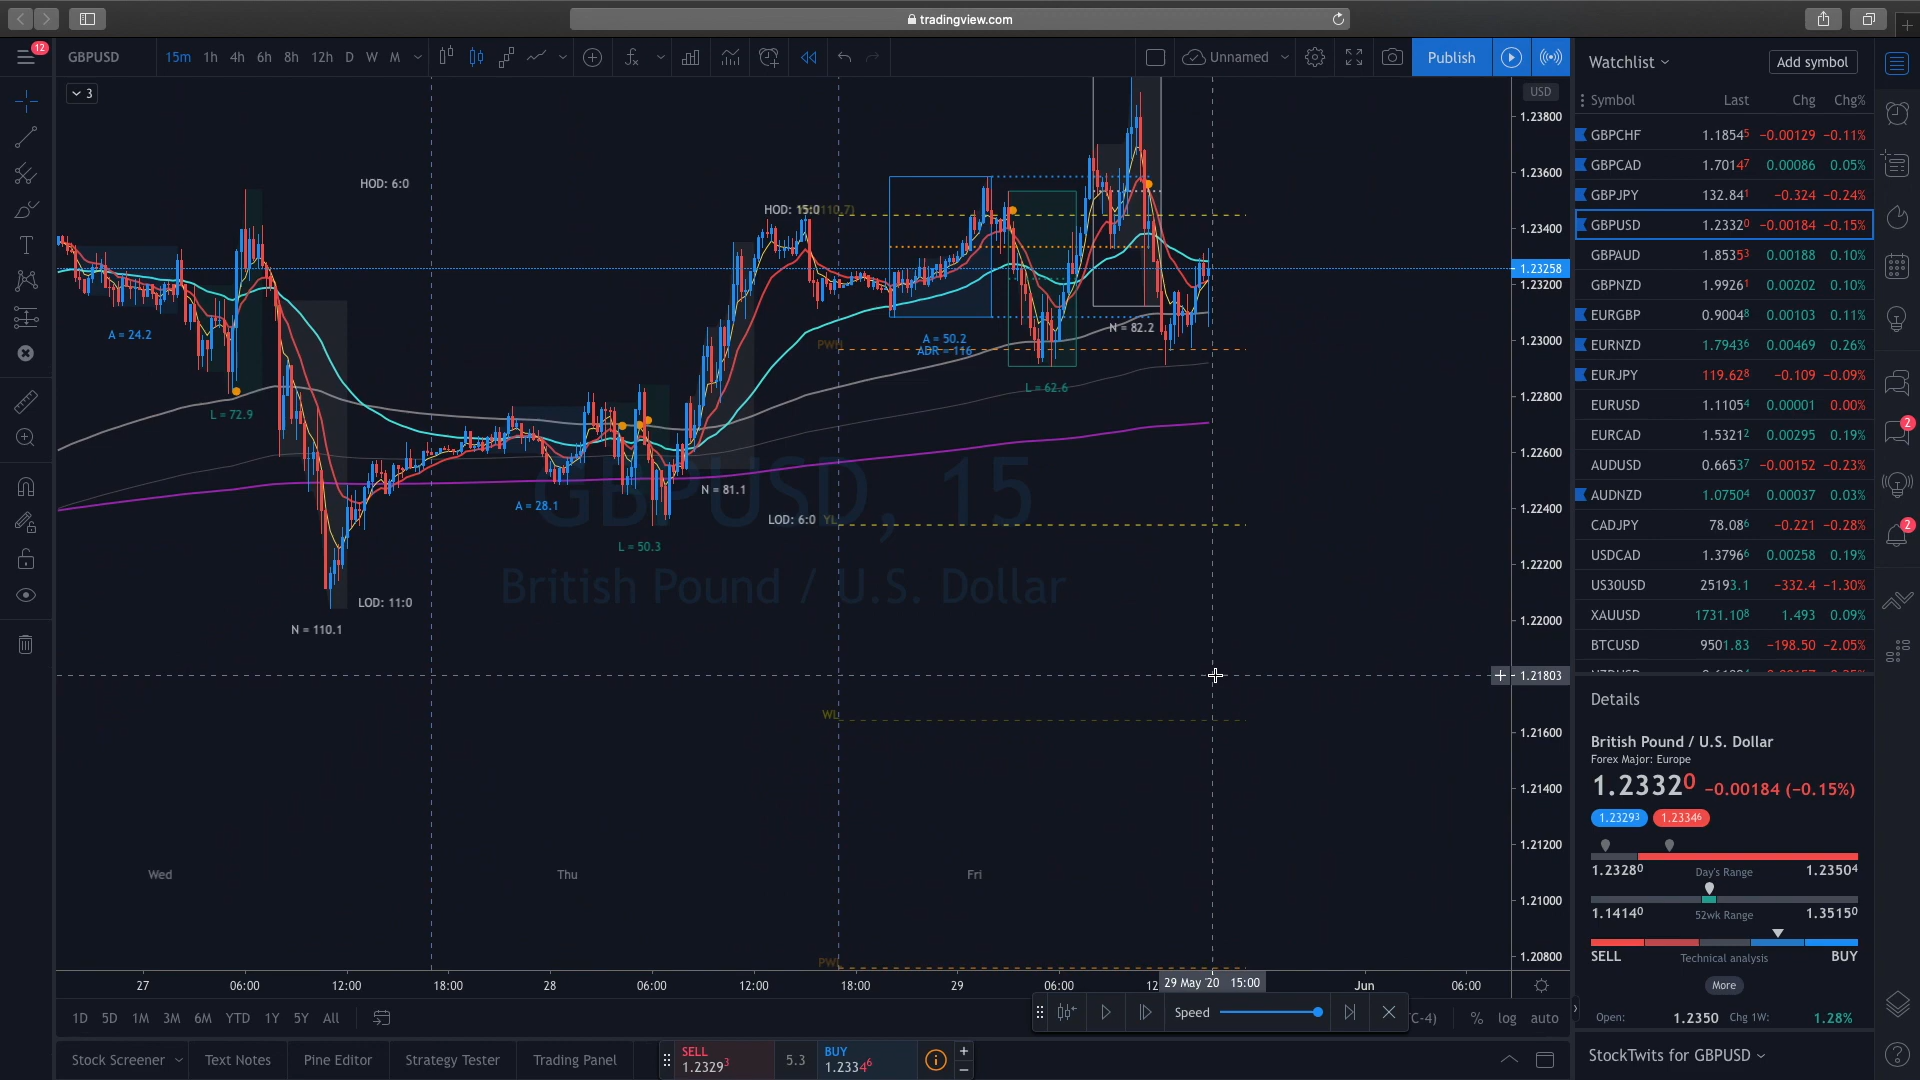 tradingview.com
12
GBPUSD
15m 1h 4h 6h 8h 12h D W M
Unnamed
Publish
3
USD
HOD: 6:0
HOD: 15:0
A = 24.2
L = 72.9
N = 110.1
LOD: 11:0
A = 28.1
L = 50.3
N = 81.1
LOD: 6:0 YL
A = 50.2
ADR = 116
L = 62.6
N = 82.2
WL
GBPUSD, 15
British Pound / U.S. Dollar
Wed Thu Fri
1.23800
1.23600
1.23400
1.23258
1.23200
1.23000
1.22800
1.22600
1.22400
1.22200
1.22000
1.21803
1.21600
1.21400
1.21200
1.21000
1.20800
27 06:00 12:00 18:00 28 06:00 12:00 18:00 29 06:00 12 29 May '20 15:00 Jun 06:00
1D 5D 1M 3M 6M YTD 1Y 5Y All
Speed
C-4) % log auto
Stock Screener Text Notes Pine Editor Strategy Tester Trading Panel
SELL
1.23293
5.3
BUY
1.23346
Watchlist
Add symbol
Symbol Last Chg Chg%
GBPCHF 1.18545 −0.00129 −0.11%
GBPCAD 1.70147 0.00086 0.05%
GBPJPY 132.841 −0.324 −0.24%
GBPUSD 1.23320 −0.00184 −0.15%
GBPAUD 1.85353 0.00188 0.10%
GBPNZD 1.99261 0.00202 0.10%
EURGBP 0.90048 0.00103 0.11%
EURNZD 1.79436 0.00469 0.26%
EURJPY 119.628 −0.109 −0.09%
EURUSD 1.11054 0.00001 0.00%
EURCAD 1.53212 0.00295 0.19%
AUDUSD 0.66537 −0.00152 −0.23%
AUDNZD 1.07504 0.00037 0.03%
CADJPY 78.086 −0.221 −0.28%
USDCAD 1.37966 0.00258 0.19%
US30USD 25193.1 −332.4 −1.30%
XAUUSD 1731.108 1.493 0.09%
BTCUSD 9501.83 −198.50 −2.05%
Details
British Pound / U.S. Dollar
Forex Major: Europe
1.23320 −0.00184 (−0.15%)
1.23293 1.23346
1.23280 Day's Range 1.23504
1.14140 52wk Range 1.35150
SELL Technical analysis BUY
More
Open: 1.2350 Chg 1W: 1.28%
StockTwits for GBPUSD
2
2